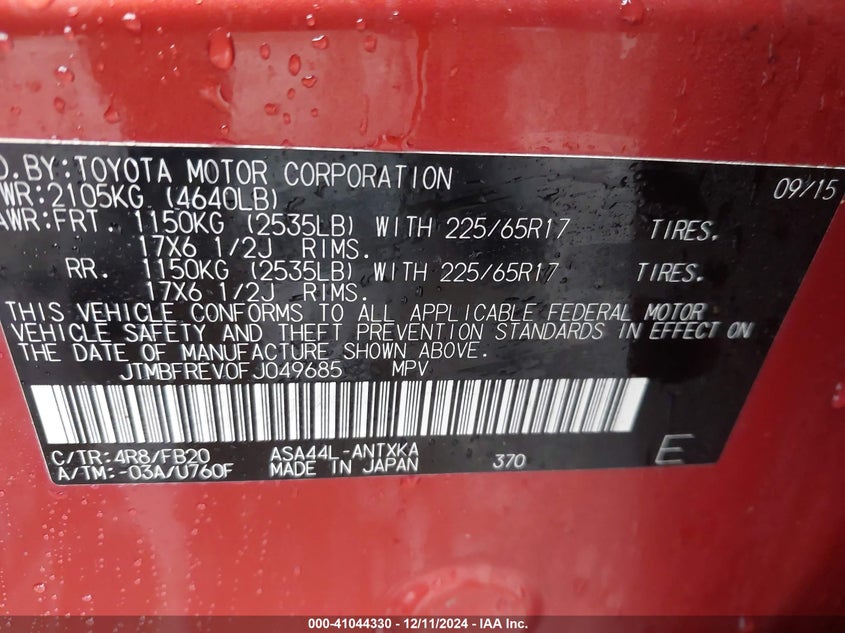 D.BY:TOYOTA MOTOR CORPORATION 09/15
WR:2105KG (4640LB)
AWR:FRT. 1150KG (2535LB) WITH 225/65R17 TIRES.
17X6 1/2J RIMS.
RR. 1150KG (2535LB) WITH 225/65R17 TIRES.
17X6 1/2J RIMS.
THIS VEHICLE CONFORMS TO ALL APPLICABLE FEDERAL MOTOR
VEHICLE SAFETY AND THEFT PREVENTION STANDARDS IN EFFECT ON
THE DATE OF MANUFACTURE SHOWN ABOVE.
JTMBFREV0FJ049685 MPV
C/TR:4R8/FB20 ASA44L-ANTXKA
A/TM:-03A/U760F MADE IN JAPAN 370 E
000-41044330 - 12/11/2024 - IAA Inc.